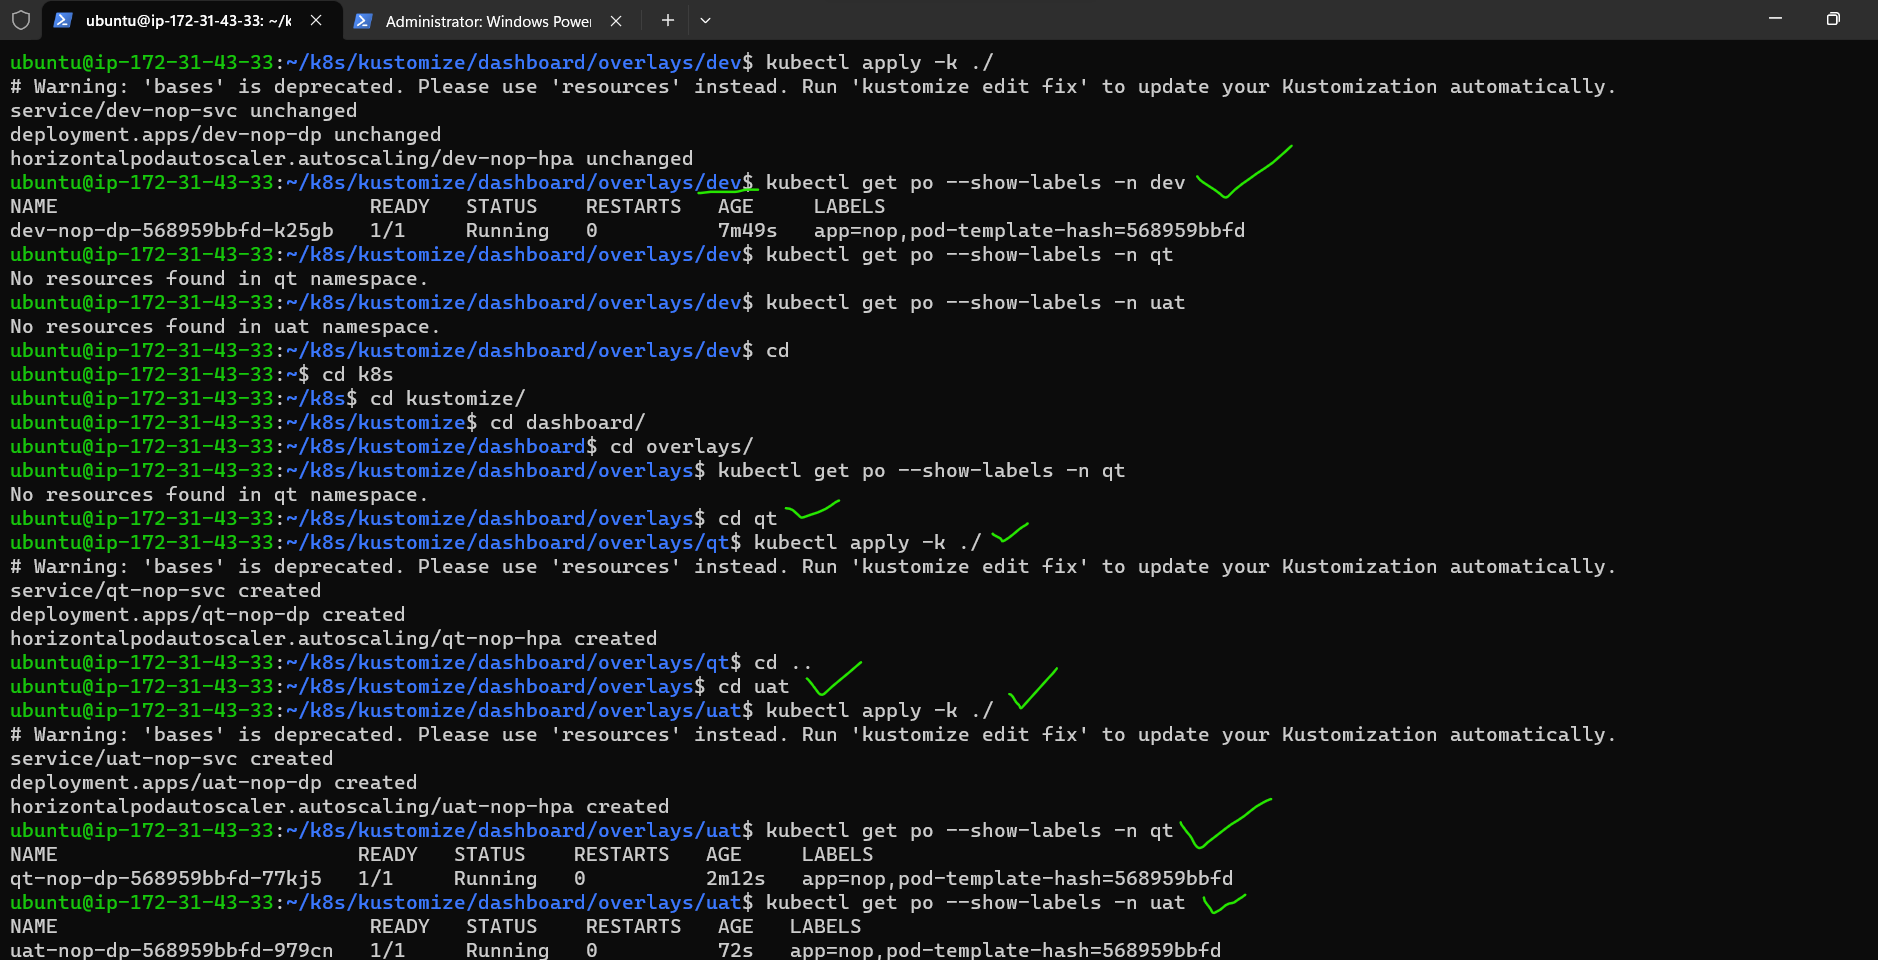 ubuntu@ip-172-31-43-33: ~/k
Administrator: Windows Power
ubuntu@ip-172-31-43-33:~/k8s/kustomize/dashboard/overlays/dev$ kubectl apply -k ./
# Warning: 'bases' is deprecated. Please use 'resources' instead. Run 'kustomize edit fix' to update your Kustomization automatically.
service/dev-nop-svc unchanged
deployment.apps/dev-nop-dp unchanged
horizontalpodautoscaler.autoscaling/dev-nop-hpa unchanged
ubuntu@ip-172-31-43-33:~/k8s/kustomize/dashboard/overlays/dev$ kubectl get po --show-labels -n dev
NAME READY STATUS RESTARTS AGE LABELS
dev-nop-dp-568959bbfd-k25gb 1/1 Running 0 7m49s app=nop,pod-template-hash=568959bbfd
ubuntu@ip-172-31-43-33:~/k8s/kustomize/dashboard/overlays/dev$ kubectl get po --show-labels -n qt
No resources found in qt namespace.
ubuntu@ip-172-31-43-33:~/k8s/kustomize/dashboard/overlays/dev$ kubectl get po --show-labels -n uat
No resources found in uat namespace.
ubuntu@ip-172-31-43-33:~/k8s/kustomize/dashboard/overlays/dev$ cd
ubuntu@ip-172-31-43-33:~$ cd k8s
ubuntu@ip-172-31-43-33:~/k8s$ cd kustomize/
ubuntu@ip-172-31-43-33:~/k8s/kustomize$ cd dashboard/
ubuntu@ip-172-31-43-33:~/k8s/kustomize/dashboard$ cd overlays/
ubuntu@ip-172-31-43-33:~/k8s/kustomize/dashboard/overlays$ kubectl get po --show-labels -n qt
No resources found in qt namespace.
ubuntu@ip-172-31-43-33:~/k8s/kustomize/dashboard/overlays$ cd qt
ubuntu@ip-172-31-43-33:~/k8s/kustomize/dashboard/overlays/qt$ kubectl apply -k ./
# Warning: 'bases' is deprecated. Please use 'resources' instead. Run 'kustomize edit fix' to update your Kustomization automatically.
service/qt-nop-svc created
deployment.apps/qt-nop-dp created
horizontalpodautoscaler.autoscaling/qt-nop-hpa created
ubuntu@ip-172-31-43-33:~/k8s/kustomize/dashboard/overlays/qt$ cd ..
ubuntu@ip-172-31-43-33:~/k8s/kustomize/dashboard/overlays$ cd uat
ubuntu@ip-172-31-43-33:~/k8s/kustomize/dashboard/overlays/uat$ kubectl apply -k ./
# Warning: 'bases' is deprecated. Please use 'resources' instead. Run 'kustomize edit fix' to update your Kustomization automatically.
service/uat-nop-svc created
deployment.apps/uat-nop-dp created
horizontalpodautoscaler.autoscaling/uat-nop-hpa created
ubuntu@ip-172-31-43-33:~/k8s/kustomize/dashboard/overlays/uat$ kubectl get po --show-labels -n qt
NAME READY STATUS RESTARTS AGE LABELS
qt-nop-dp-568959bbfd-77kj5 1/1 Running 0 2m12s app=nop,pod-template-hash=568959bbfd
ubuntu@ip-172-31-43-33:~/k8s/kustomize/dashboard/overlays/uat$ kubectl get po --show-labels -n uat
NAME READY STATUS RESTARTS AGE LABELS
uat-nop-dp-568959bbfd-979cn 1/1 Running 0 72s app=nop,pod-template-hash=568959bbfd